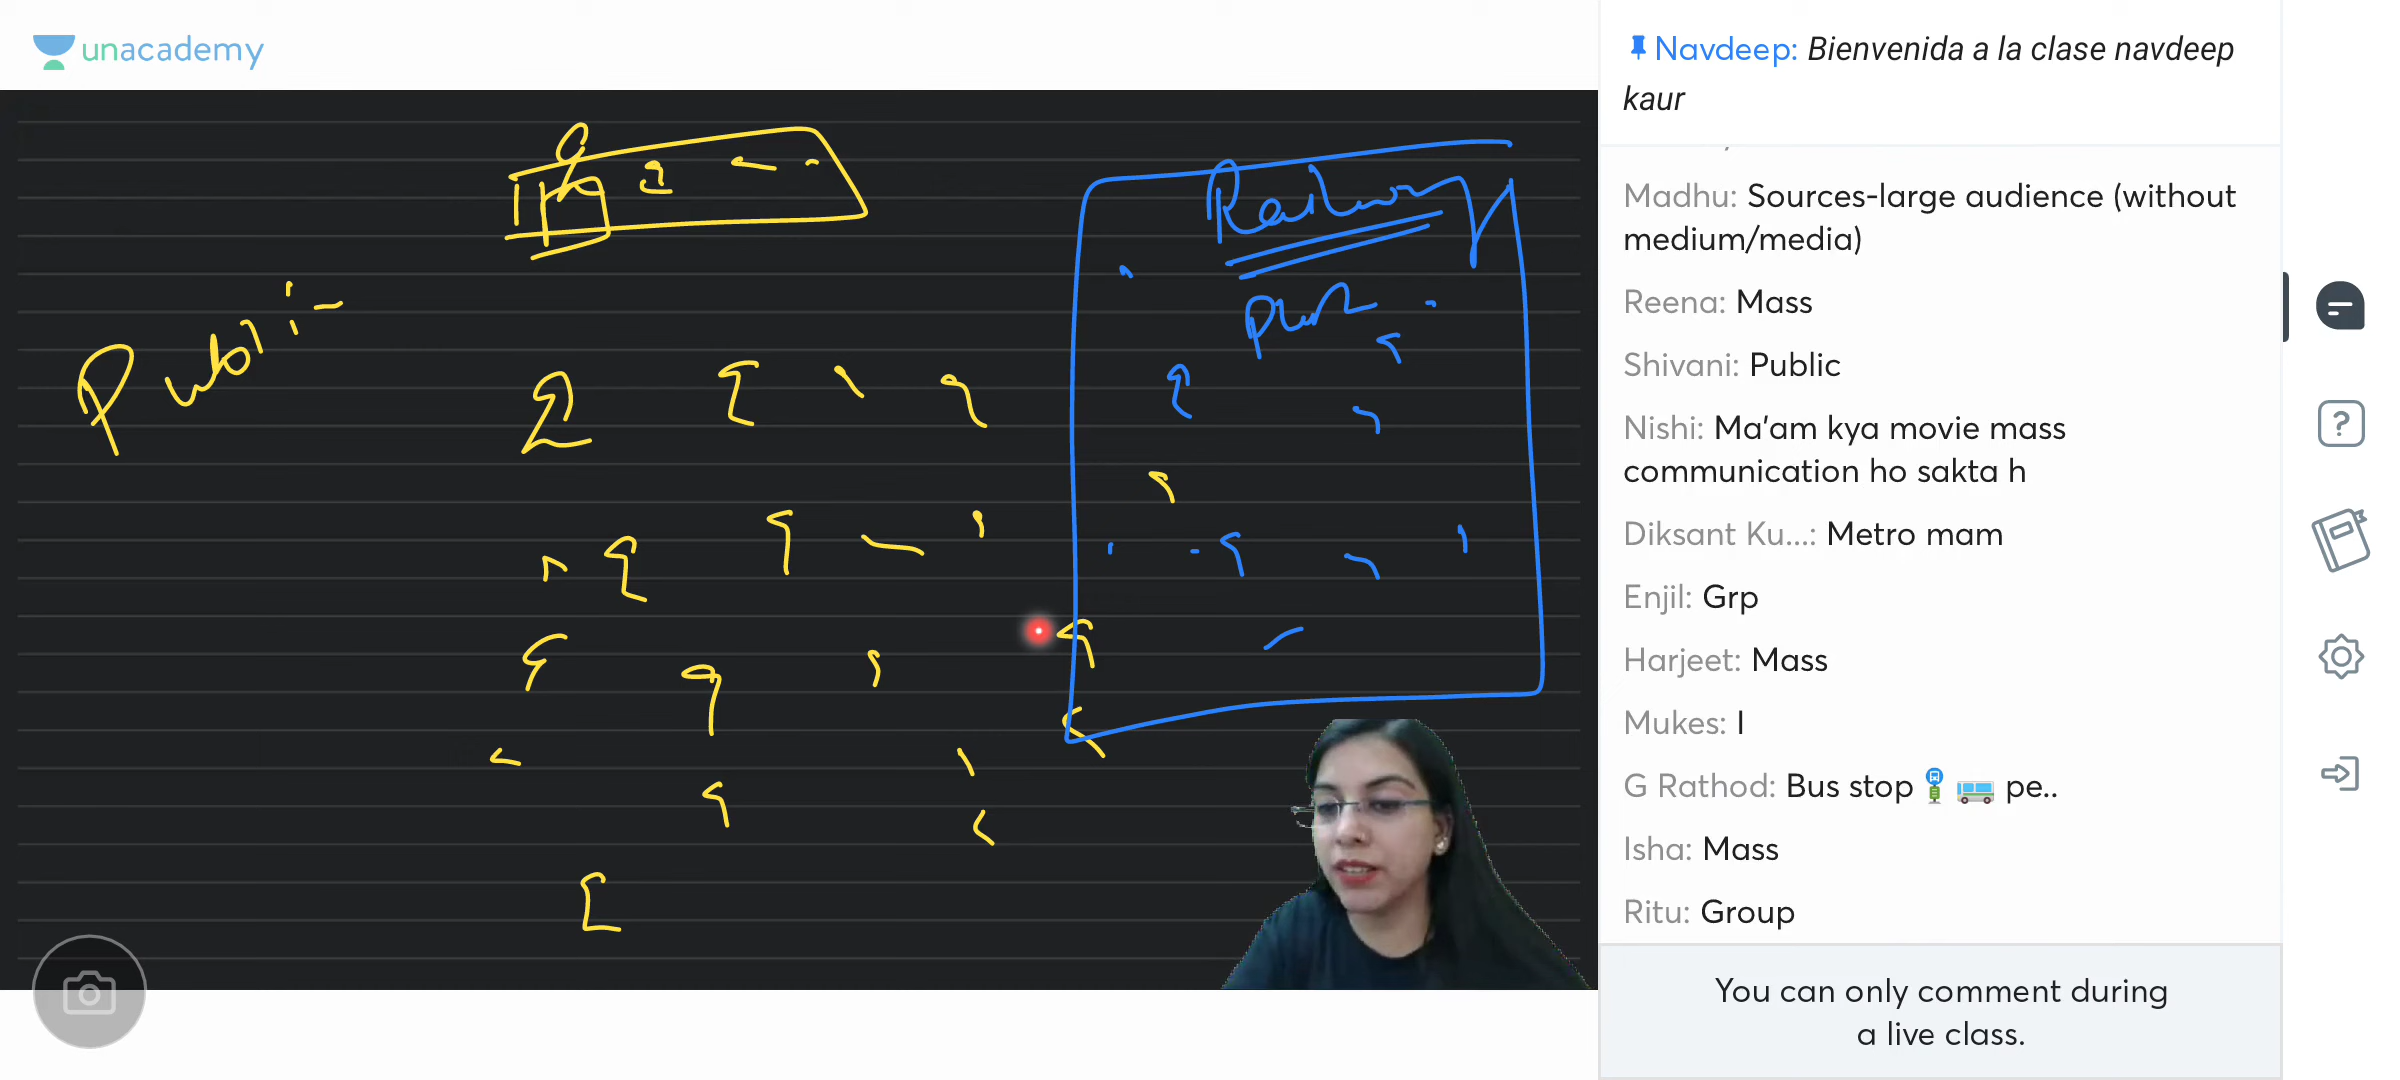 unacademy
Publ :-
Railway
Navdeep: Bienvenida a la clase navdeep
kaur
Madhu: Sources-large audience (without
medium/media)
Reena: Mass
Shivani: Public
Nishi: Ma'am kya movie mass
communication ho sakta h
Diksant Ku...: Metro mam
Enjil: Grp
Harjeet: Mass
Mukes: I
G Rathod: Bus stop🚏🚌 pe..
Isha: Mass
Ritu: Group
You can only comment during
a live class.